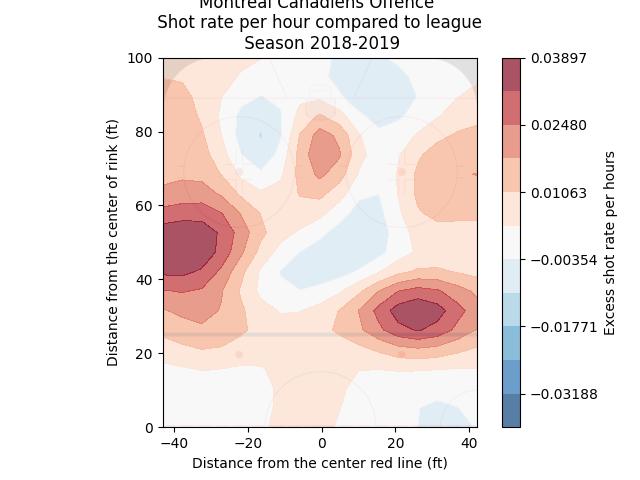 Montreal Canadiens Offence
Shot rate per hour compared to league
Season 2018-2019
100
80
60
40
20
0
Distance from the center of rink (ft)
−40
−20
0
20
40
Distance from the center red line (ft)
0.03897
0.02480
0.01063
−0.00354
−0.01771
−0.03188
Excess shot rate per hours